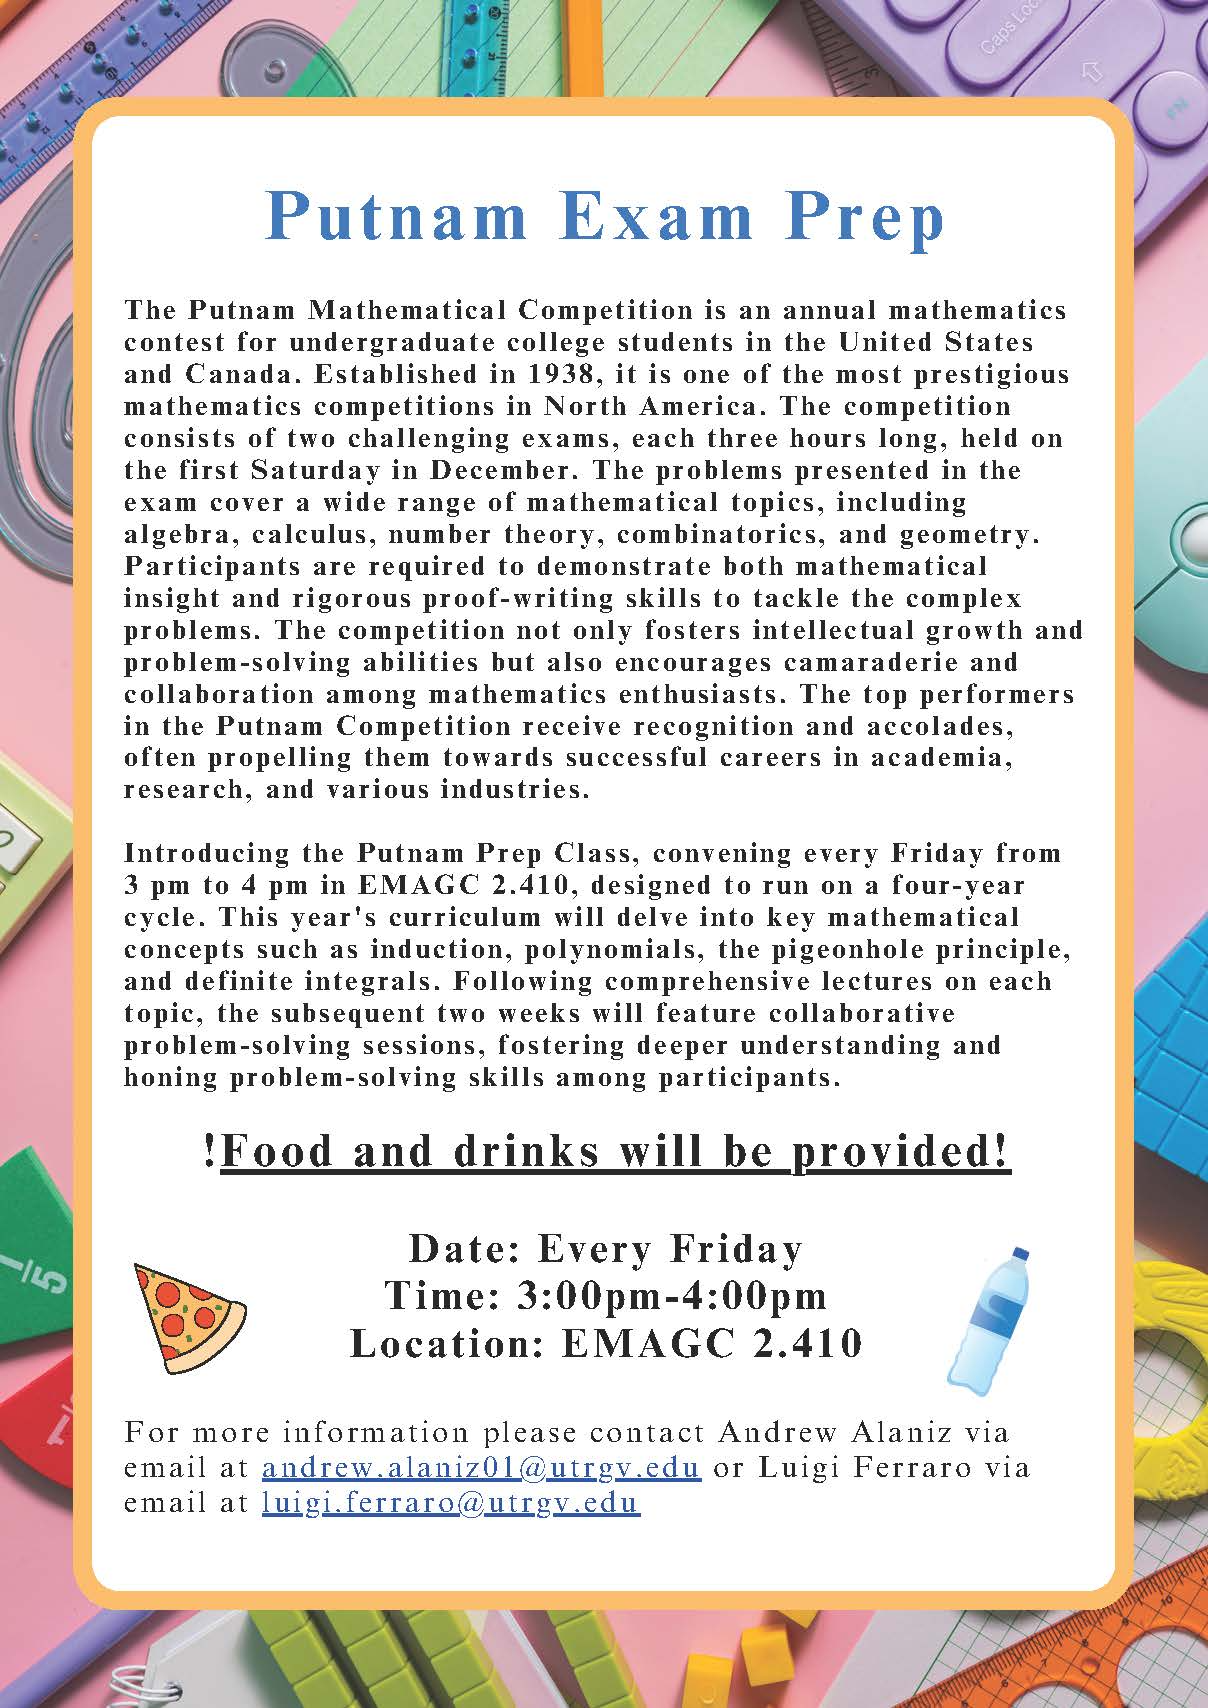 Caps Loc
FN
Putnam Exam Prep
The Putnam Mathematical Competition is an annual mathematics
contest for undergraduate college students in the United States
and Canada. Established in 1938, it is one of the most prestigious
mathematics competitions in North America. The competition
consists of two challenging exams, each three hours long, held on
the first Saturday in December. The problems presented in the
exam cover a wide range of mathematical topics, including
algebra, calculus, number theory, combinatorics, and geometry.
Participants are required to demonstrate both mathematical
insight and rigorous proof-writing skills to tackle the complex
problems. The competition not only fosters intellectual growth and
problem-solving abilities but also encourages camaraderie and
collaboration among mathematics enthusiasts. The top performers
in the Putnam Competition receive recognition and accolades,
often propelling them towards successful careers in academia,
research, and various industries.
Introducing the Putnam Prep Class, convening every Friday from
3 pm to 4 pm in EMAGC 2.410, designed to run on a four-year
cycle. This year's curriculum will delve into key mathematical
concepts such as induction, polynomials, the pigeonhole principle,
and definite integrals. Following comprehensive lectures on each
topic, the subsequent two weeks will feature collaborative
problem-solving sessions, fostering deeper understanding and
honing problem-solving skills among participants.
!Food and drinks will be provided!
Date: Every Friday
Time: 3:00pm-4:00pm
Location: EMAGC 2.410
For more information please contact Andrew Alaniz via
email at andrew.alaniz01@utrgv.edu or Luigi Ferraro via
email at luigi.ferraro@utrgv.edu
1/5